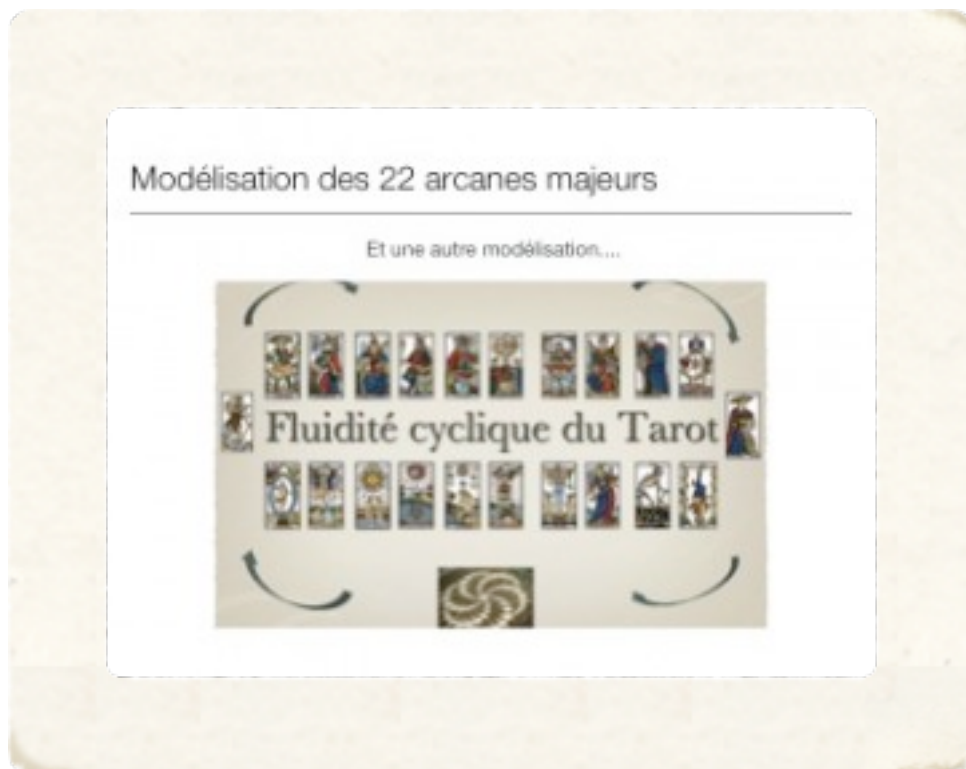 Modélisation des 22 arcanes majeurs
Et une autre modélisation....
Fluidité cyclique du Tarot